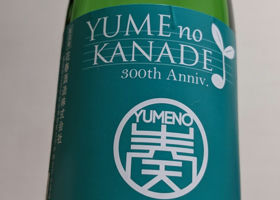 YUME no
KANADE
300th Anniv.
YUMENO
奏